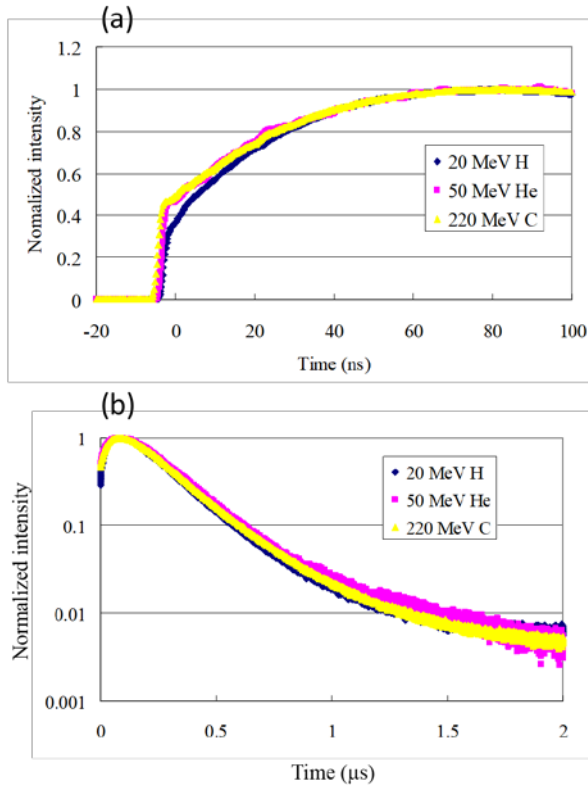 (a)
1.2
1
0.8
0.6
0.4
0.2
0
Normalized intensity
20 MeV H
50 MeV He
220 MeV C
-20 0 20 40 60 80 100
Time (ns)
(b)
1
0.1
0.01
0.001
Normalized intensity
20 MeV H
50 MeV He
220 MeV C
0 0.5 1 1.5 2
Time (μs)